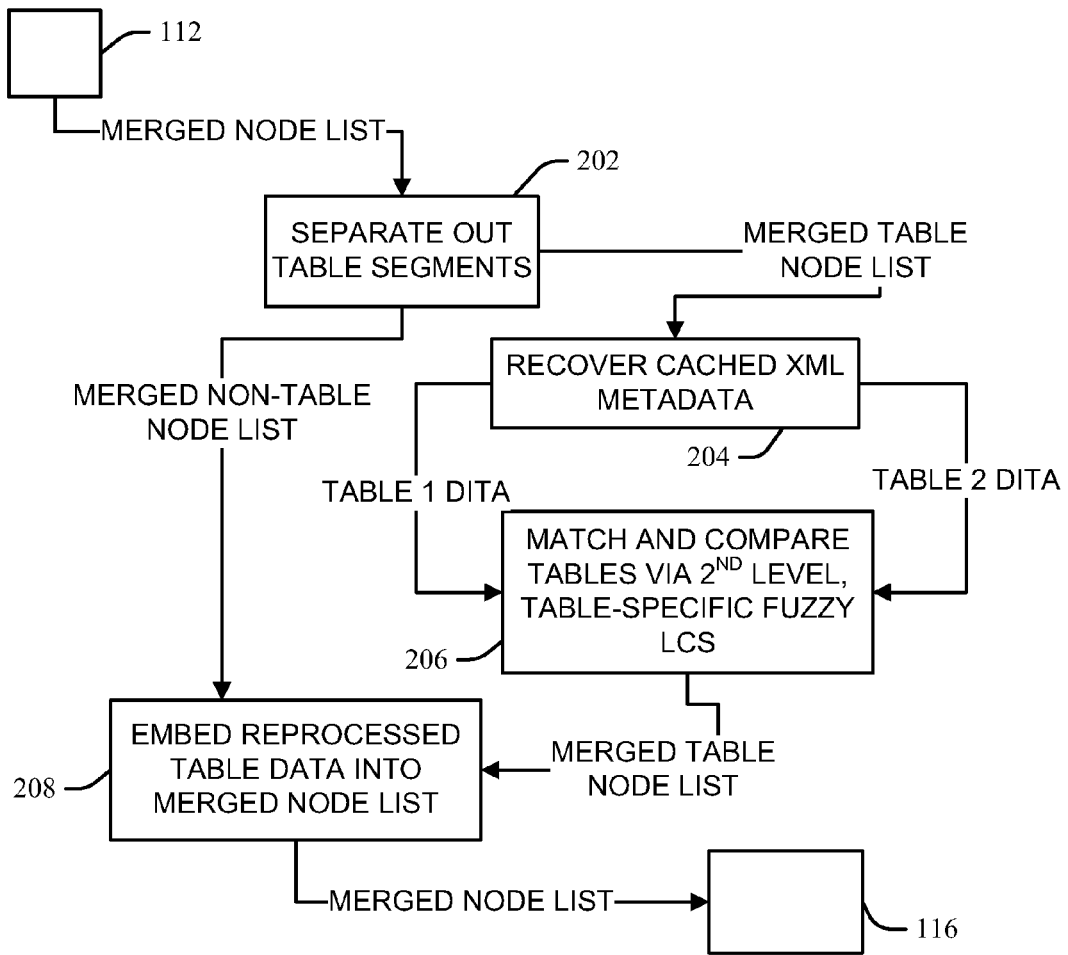 112
MERGED NODE LIST
202
SEPARATE OUT
TABLE SEGMENTS
MERGED TABLE
NODE LIST
RECOVER CACHED XML
METADATA
204
MERGED NON-TABLE
NODE LIST
TABLE 1 DITA
TABLE 2 DITA
MATCH AND COMPARE
TABLES VIA 2ND LEVEL,
TABLE-SPECIFIC FUZZY
LCS
206
EMBED REPROCESSED
TABLE DATA INTO
MERGED NODE LIST
208
MERGED TABLE
NODE LIST
MERGED NODE LIST
116